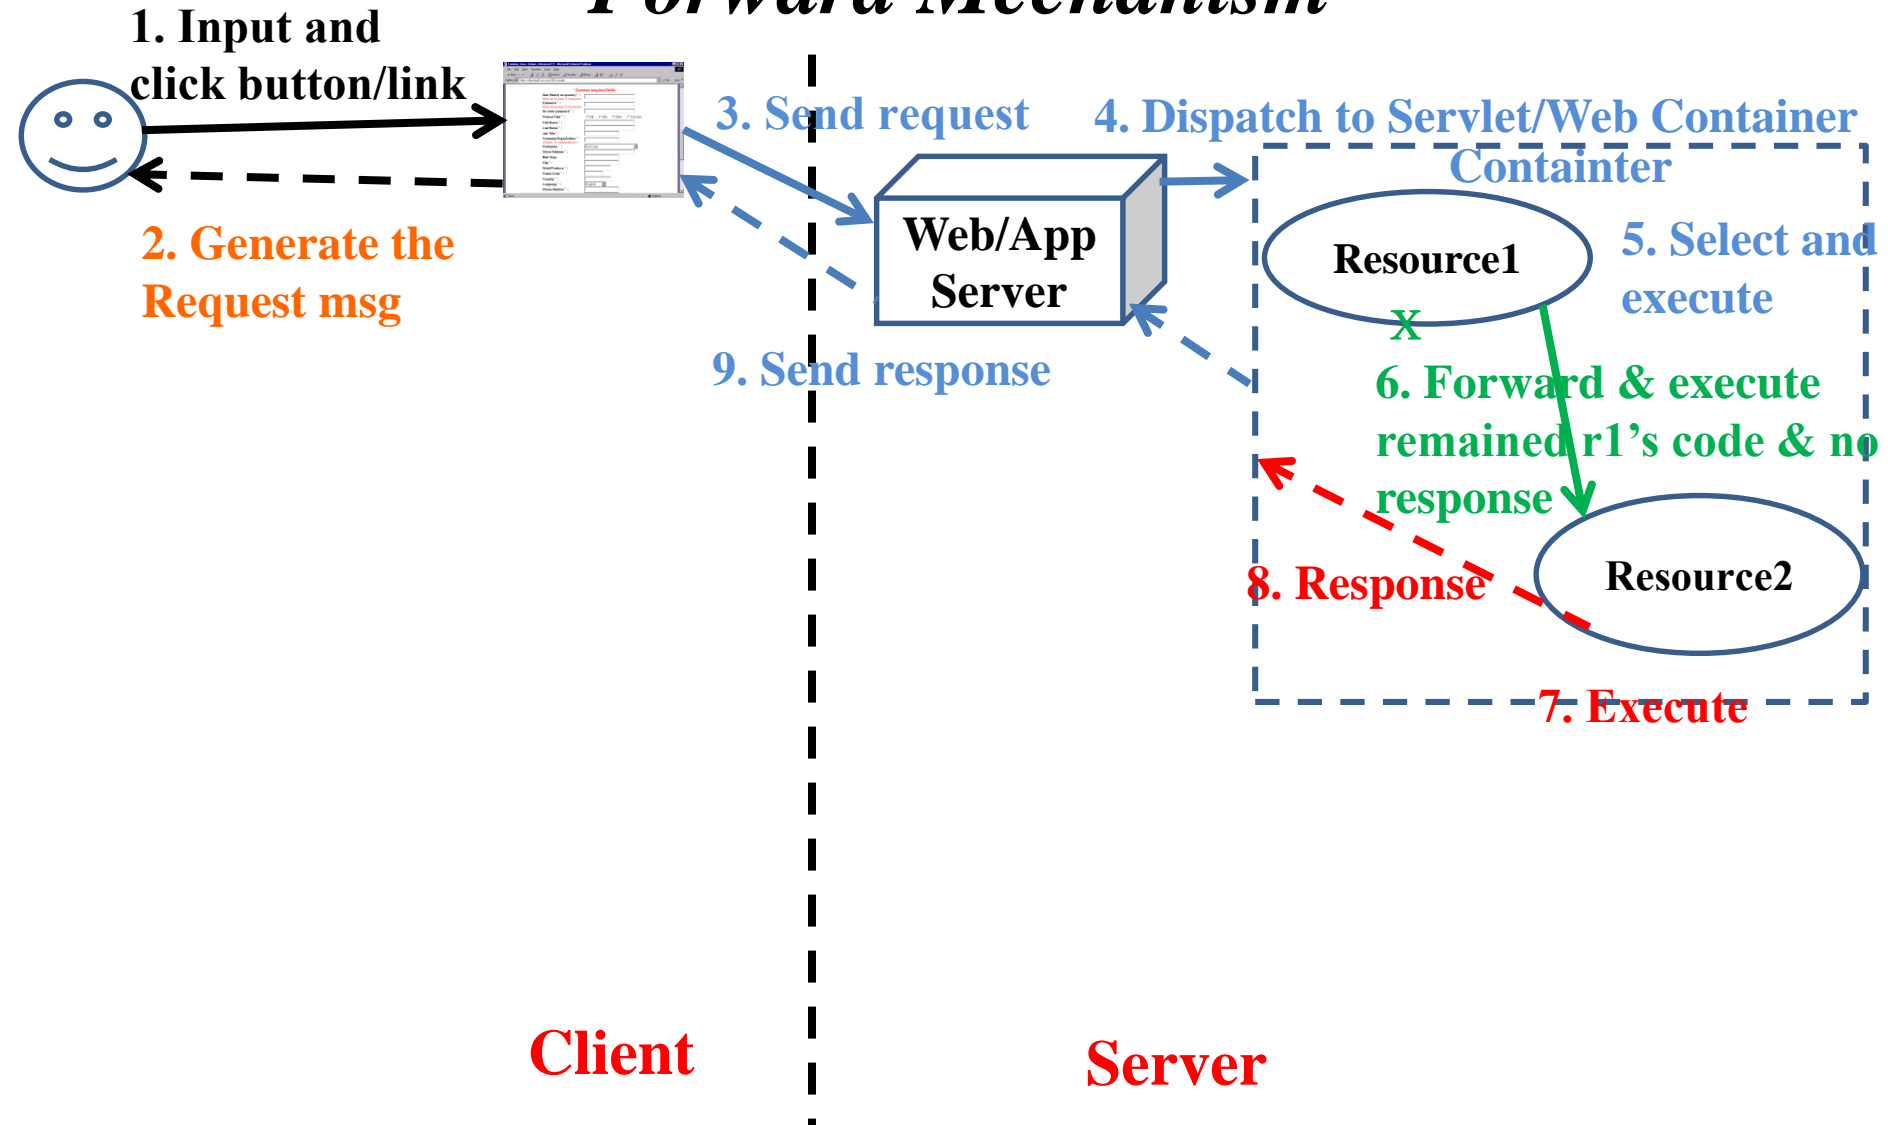 Forward Mechanism
1. Input and
click button/link
3. Send request
4. Dispatch to Servlet/Web Container
Containter
Web/App
Server
Resource1
5. Select and
execute
2. Generate the
Request msg
x
9. Send response
6. Forward & execute
remained r1’s code & no
response
8. Response
Resource2
7. Execute
Client
Server